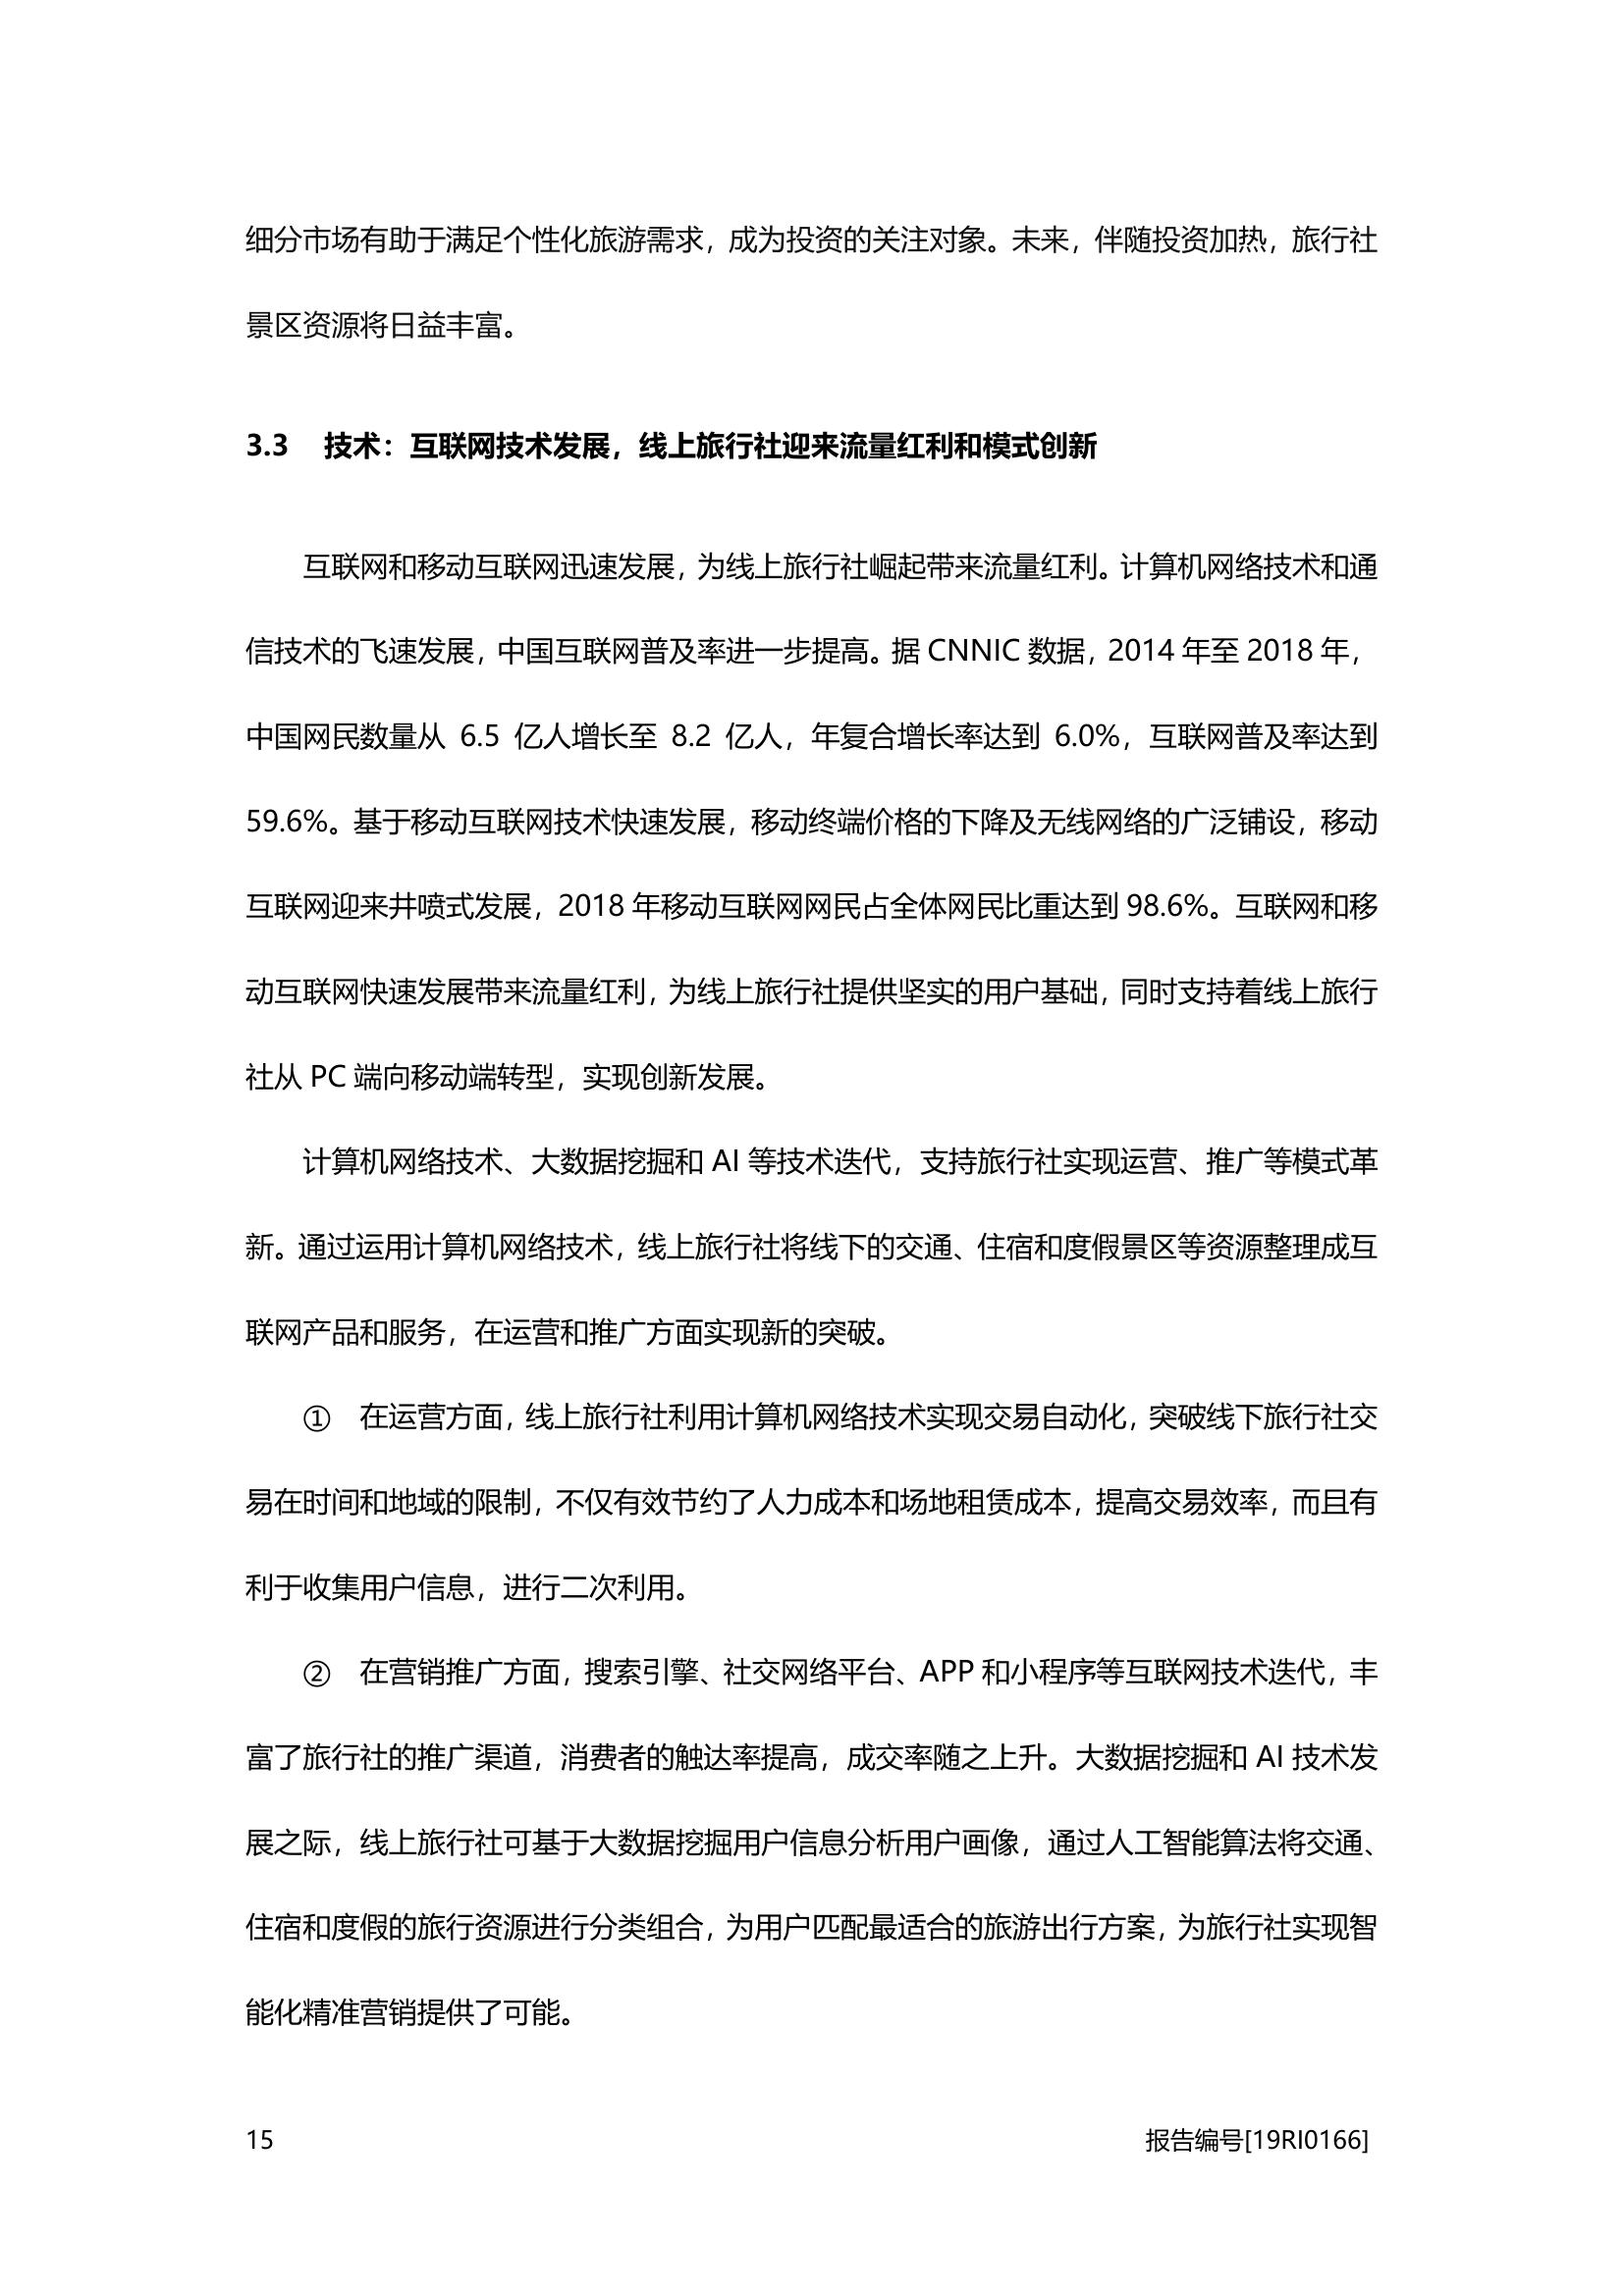 细分市场有助于满足个性化旅游需求，成为投资的关注对象。未来，伴随投资加热，旅行社
景区资源将日益丰富。
3.3 技术：互联网技术发展，线上旅行社迎来流量红利和模式创新
互联网和移动互联网迅速发展，为线上旅行社崛起带来流量红利。计算机网络技术和通
信技术的飞速发展，中国互联网普及率进一步提高。据 CNNIC 数据，2014 年至 2018 年，
中国网民数量从 6.5 亿人增长至 8.2 亿人，年复合增长率达到 6.0%，互联网普及率达到
59.6%。基于移动互联网技术快速发展，移动终端价格的下降及无线网络的广泛铺设，移动
互联网迎来井喷式发展，2018 年移动互联网网民占全体网民比重达到 98.6%。互联网和移
动互联网快速发展带来流量红利，为线上旅行社提供坚实的用户基础，同时支持着线上旅行
社从 PC 端向移动端转型，实现创新发展。
计算机网络技术、大数据挖掘和 AI 等技术迭代，支持旅行社实现运营、推广等模式革
新。通过运用计算机网络技术，线上旅行社将线下的交通、住宿和度假景区等资源整理成互
联网产品和服务，在运营和推广方面实现新的突破。
① 在运营方面，线上旅行社利用计算机网络技术实现交易自动化，突破线下旅行社交
易在时间和地域的限制，不仅有效节约了人力成本和场地租赁成本，提高交易效率，而且有
利于收集用户信息，进行二次利用。
② 在营销推广方面，搜索引擎、社交网络平台、APP 和小程序等互联网技术迭代，丰
富了旅行社的推广渠道，消费者的触达率提高，成交率随之上升。大数据挖掘和 AI 技术发
展之际，线上旅行社可基于大数据挖掘用户信息分析用户画像，通过人工智能算法将交通、
住宿和度假的旅行资源进行分类组合，为用户匹配最适合的旅游出行方案，为旅行社实现智
能化精准营销提供了可能。
15 报告编号[19RI0166]